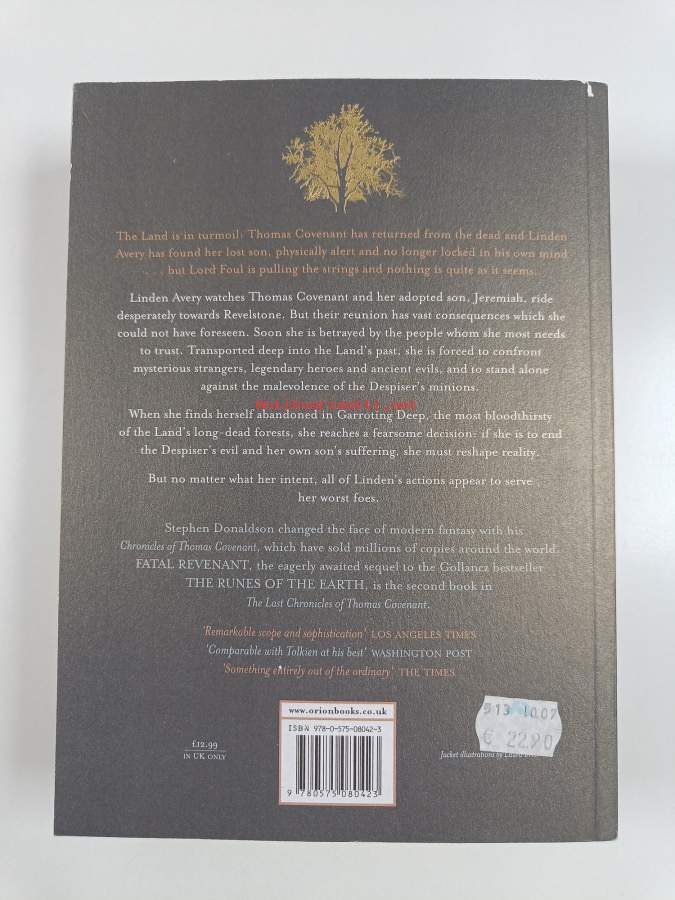 The Land is in turmoil: Thomas Covenant has returned from the dead and Linden
Avery has found her lost son, physically alert and no longer locked in his own mind
. . . but Lord Foul is pulling the strings and nothing is quite as it seems.
Linden Avery watches Thomas Covenant and her adopted son, Jeremiah, ride
desperately towards Revelstone. But their reunion has vast consequences which she
could not have foreseen. Soon she is betrayed by the people whom she most needs
to trust. Transported deep into the Land's past, she is forced to confront
mysterious strangers, legendary heroes and ancient evils, and to stand alone
against the malevolence of the Despiser's minions.
When she finds herself abandoned in Garroting Deep, the most bloodthirsty
of the Land's long-dead forests, she reaches a fearsome decision: if she is to end
the Despiser's evil and her own son's suffering, she must reshape reality.
But no matter what her intent, all of Linden's actions appear to serve
her worst foes.
Stephen Donaldson changed the face of modern fantasy with his
Chronicles of Thomas Covenant, which have sold millions of copies around the world.
FATAL REVENANT, the eagerly awaited sequel to the Gollancz bestseller
THE RUNES OF THE EARTH, is the second book in
The Last Chronicles of Thomas Covenant.
'Remarkable scope and sophistication' LOS ANGELES TIMES
'Comparable with Tolkien at his best' WASHINGTON POST
'Something entirely out of the ordinary' THE TIMES
www.orionbooks.co.uk
ISBN 978-0-575-08042-3
9 780575 080423
£12.99
IN UK ONLY
513 10.07
€ 22.90
Jacket illustrations by